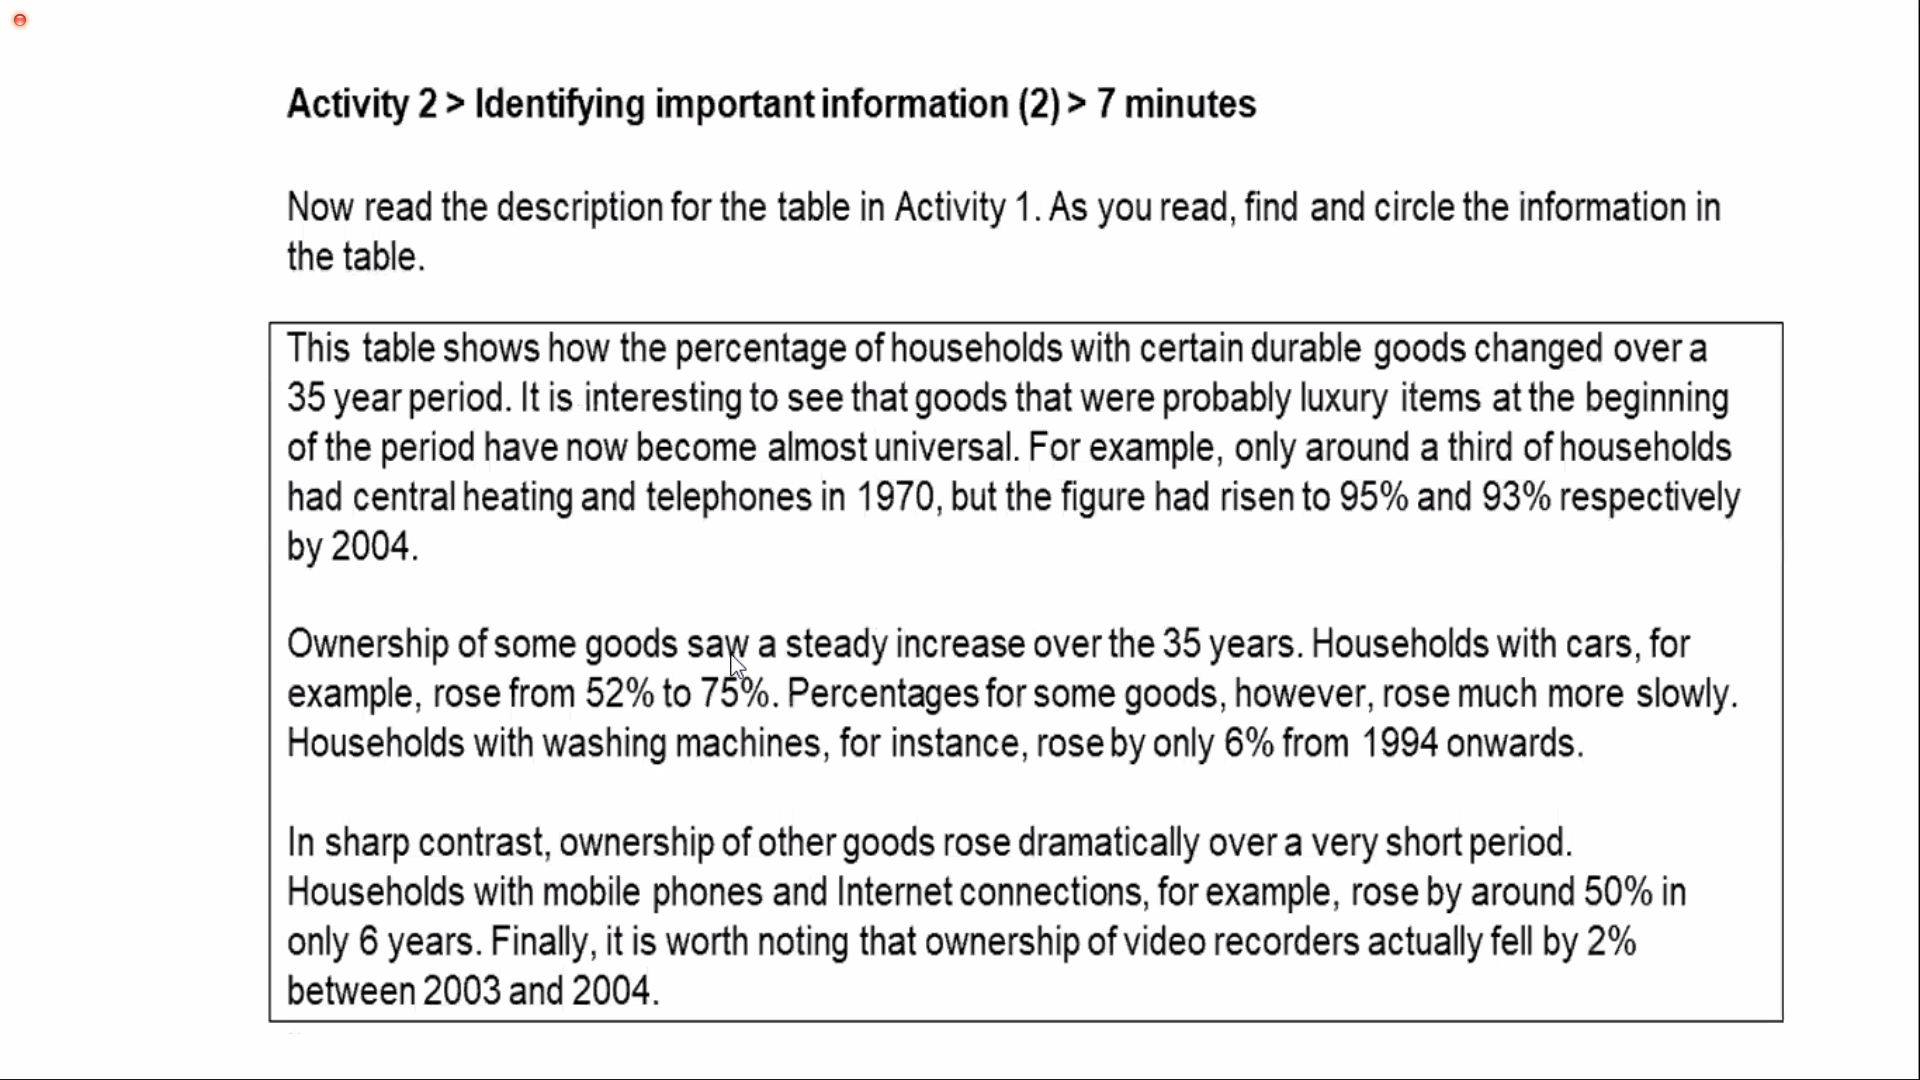 Activity 2 > Identifying important information (2) > 7 minutes
Now read the description for the table in Activity 1. As you read, find and circle the information in
the table.
This table shows how the percentage of households with certain durable goods changed over a
35 year period. It is interesting to see that goods that were probably luxury items at the beginning
of the period have now become almost universal. For example, only around a third of households
had central heating and telephones in 1970, but the figure had risen to 95% and 93% respectively
by 2004.
Ownership of some goods saw a steady increase over the 35 years. Households with cars, for
example, rose from 52% to 75%. Percentages for some goods, however, rose much more slowly.
Households with washing machines, for instance, rose by only 6% from 1994 onwards.
In sharp contrast, ownership of other goods rose dramatically over a very short period.
Households with mobile phones and Internet connections, for example, rose by around 50% in
only 6 years. Finally, it is worth noting that ownership of video recorders actually fell by 2%
between 2003 and 2004.